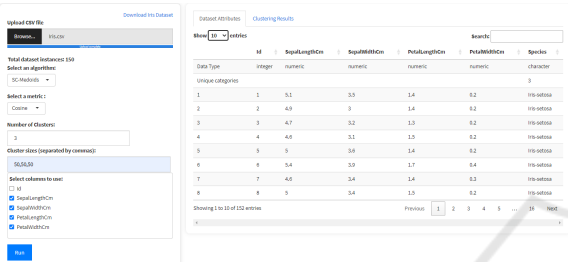 Download Iris Dataset
Upload CSV file
Browse... Iris.csv
Total dataset instances: 150
Select an algorithm:
SC-Medoids
Select a metric :
Cosine
Number of Clusters:
3
Cluster sizes (separated by commas):
50,50,50
Select columns to use:
Id
SepalLengthCm
SepalWidthCm
PetalLengthCm
PetalWidthCm
Run
Dataset Attributes Clustering Results
Show 10 entries Search:
Id SepalLengthCm SepalWidthCm PetalLengthCm PetalWidthCm Species
Data Type integer numeric numeric numeric numeric character
Unique categories 3
1 1 5.1 3.5 1.4 0.2 Iris-setosa
2 2 4.9 3 1.4 0.2 Iris-setosa
3 3 4.7 3.2 1.3 0.2 Iris-setosa
4 4 4.6 3.1 1.5 0.2 Iris-setosa
5 5 5 3.6 1.4 0.2 Iris-setosa
6 6 5.4 3.9 1.7 0.4 Iris-setosa
7 7 4.6 3.4 1.4 0.3 Iris-setosa
8 8 5 3.4 1.5 0.2 Iris-setosa
Showing 1 to 10 of 152 entries Previous 1 2 3 4 5 ... 16 Next